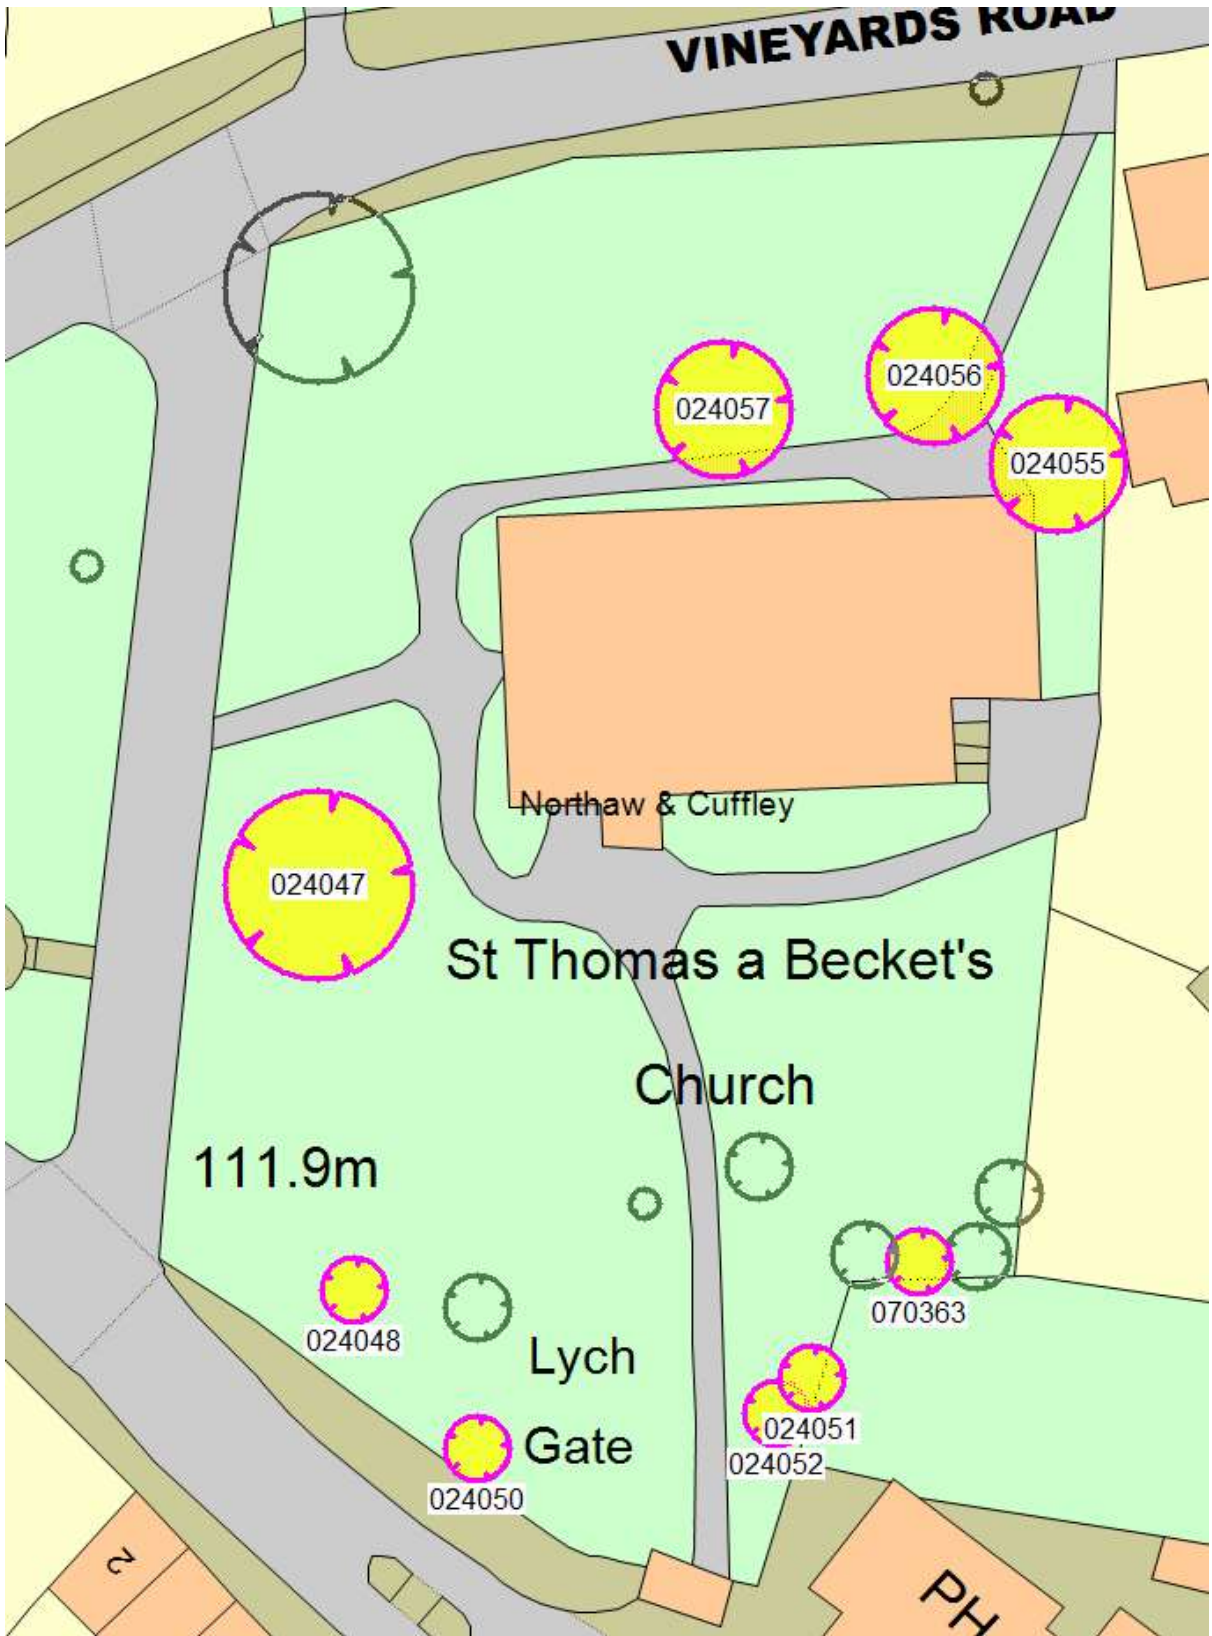 VINEYARDS ROAD
024056
024057
024055
Northaw & Cuffley
024047
St Thomas a Becket's
Church
111.9m
024048
070363
Lych
024051
Gate
024052
024050
2
PH